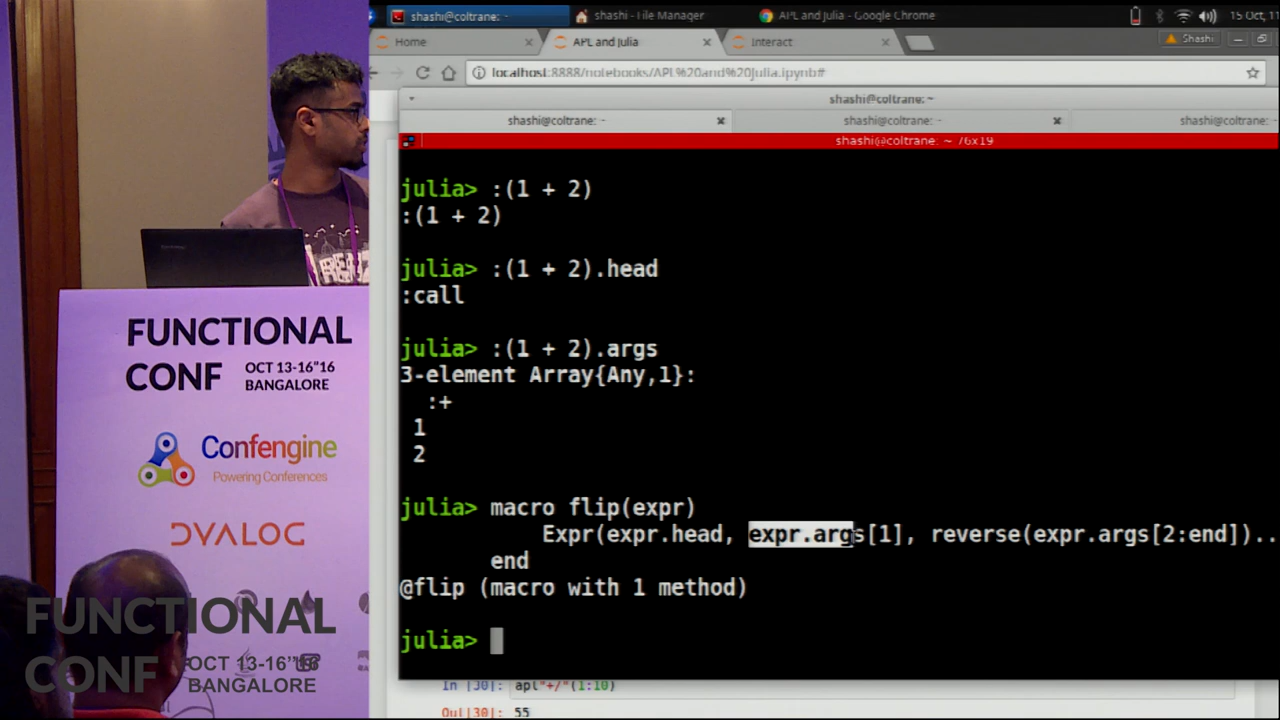 shashi@coltrane: ~
shashi - File Manager
APL and Julia - Google Chrome
15 Oct, 1
Home
APL and Julia
Interact
Shashi
localhost:8888/notebooks/APL%20and%20Julia.ipynb#
shashi@coltrane: ~
shashi@coltrane: ~
shashi@coltrane: ~
shashi@coltrane: ~
shashi@coltrane: ~ 76x19
julia> :(1 + 2)
:(1 + 2)
julia> :(1 + 2).head
:call
julia> :(1 + 2).args
3-element Array{Any,1}:
:+
1
2
julia> macro flip(expr)
Expr(expr.head, expr.args[1], reverse(expr.args[2:end])..
end
@flip (macro with 1 method)
julia>
In [30]: apl"+/"(1:10)
Out[30]: 55
FUNCTIONAL
CONF
OCT 13-16"16
BANGALORE
Confengine
Powering Conferences
DYALOG
FUNCTIONAL
CONF
OCT 13-16"16
BANGALORE